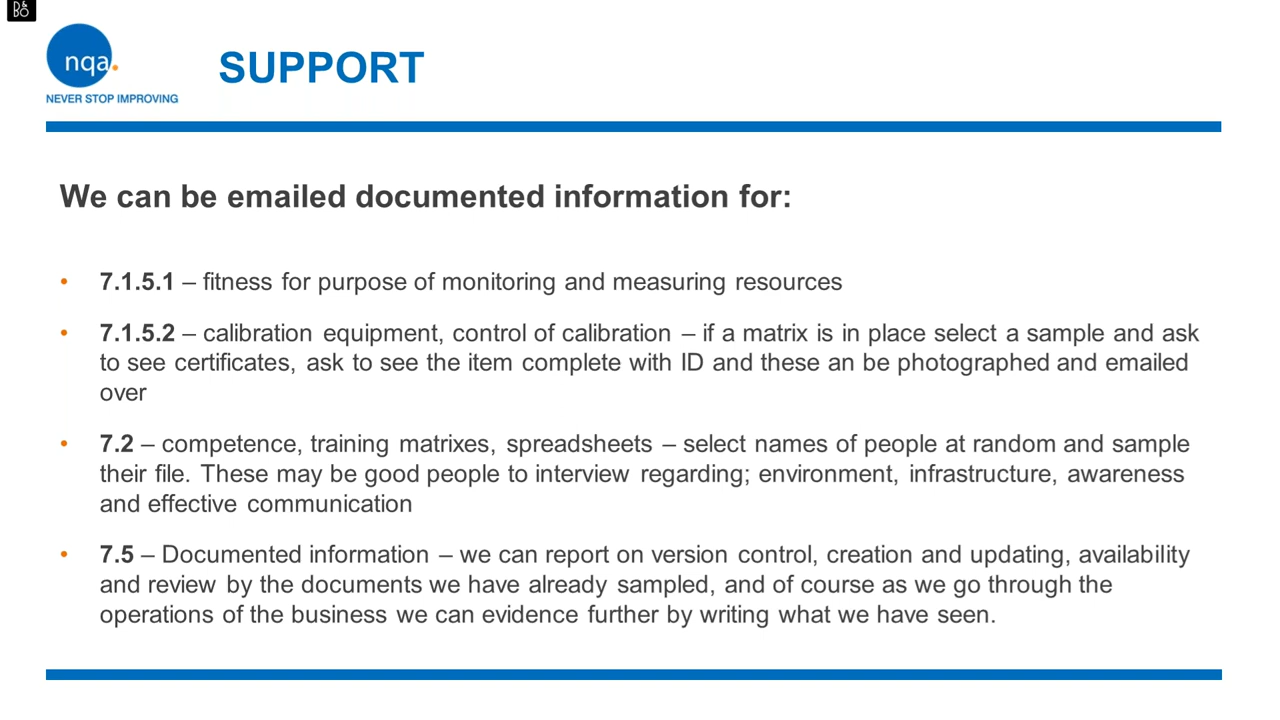 B&O
nqa.
NEVER STOP IMPROVING
SUPPORT
We can be emailed documented information for:
• 7.1.5.1 – fitness for purpose of monitoring and measuring resources
• 7.1.5.2 – calibration equipment, control of calibration – if a matrix is in place select a sample and ask
to see certificates, ask to see the item complete with ID and these an be photographed and emailed
over
• 7.2 – competence, training matrixes, spreadsheets – select names of people at random and sample
their file. These may be good people to interview regarding; environment, infrastructure, awareness
and effective communication
• 7.5 – Documented information – we can report on version control, creation and updating, availability
and review by the documents we have already sampled, and of course as we go through the
operations of the business we can evidence further by writing what we have seen.